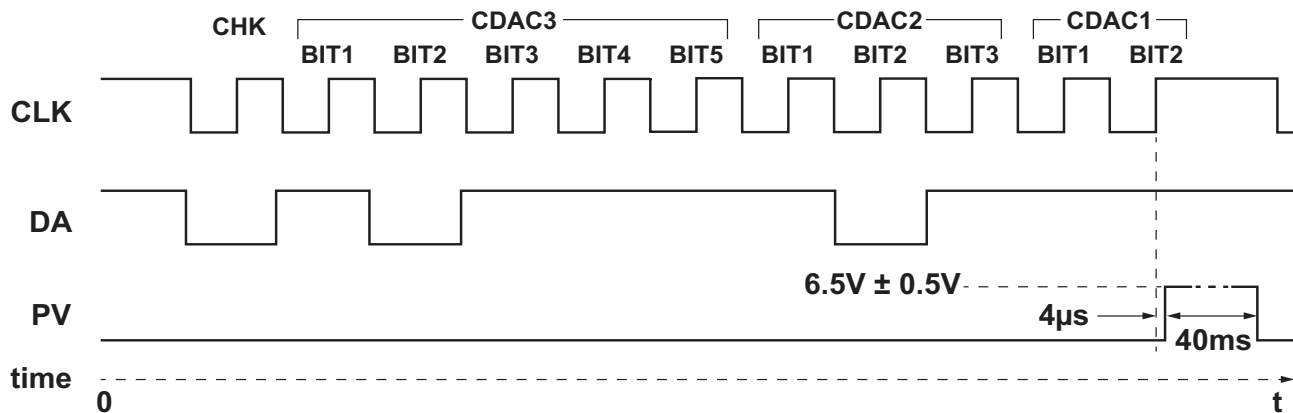 CHK CDAC3 CDAC2 CDAC1
BIT1 BIT2 BIT3 BIT4 BIT5 BIT1 BIT2 BIT3 BIT1 BIT2
CLK
DA
6.5V ± 0.5V
PV
4µs
40ms
time
0 t